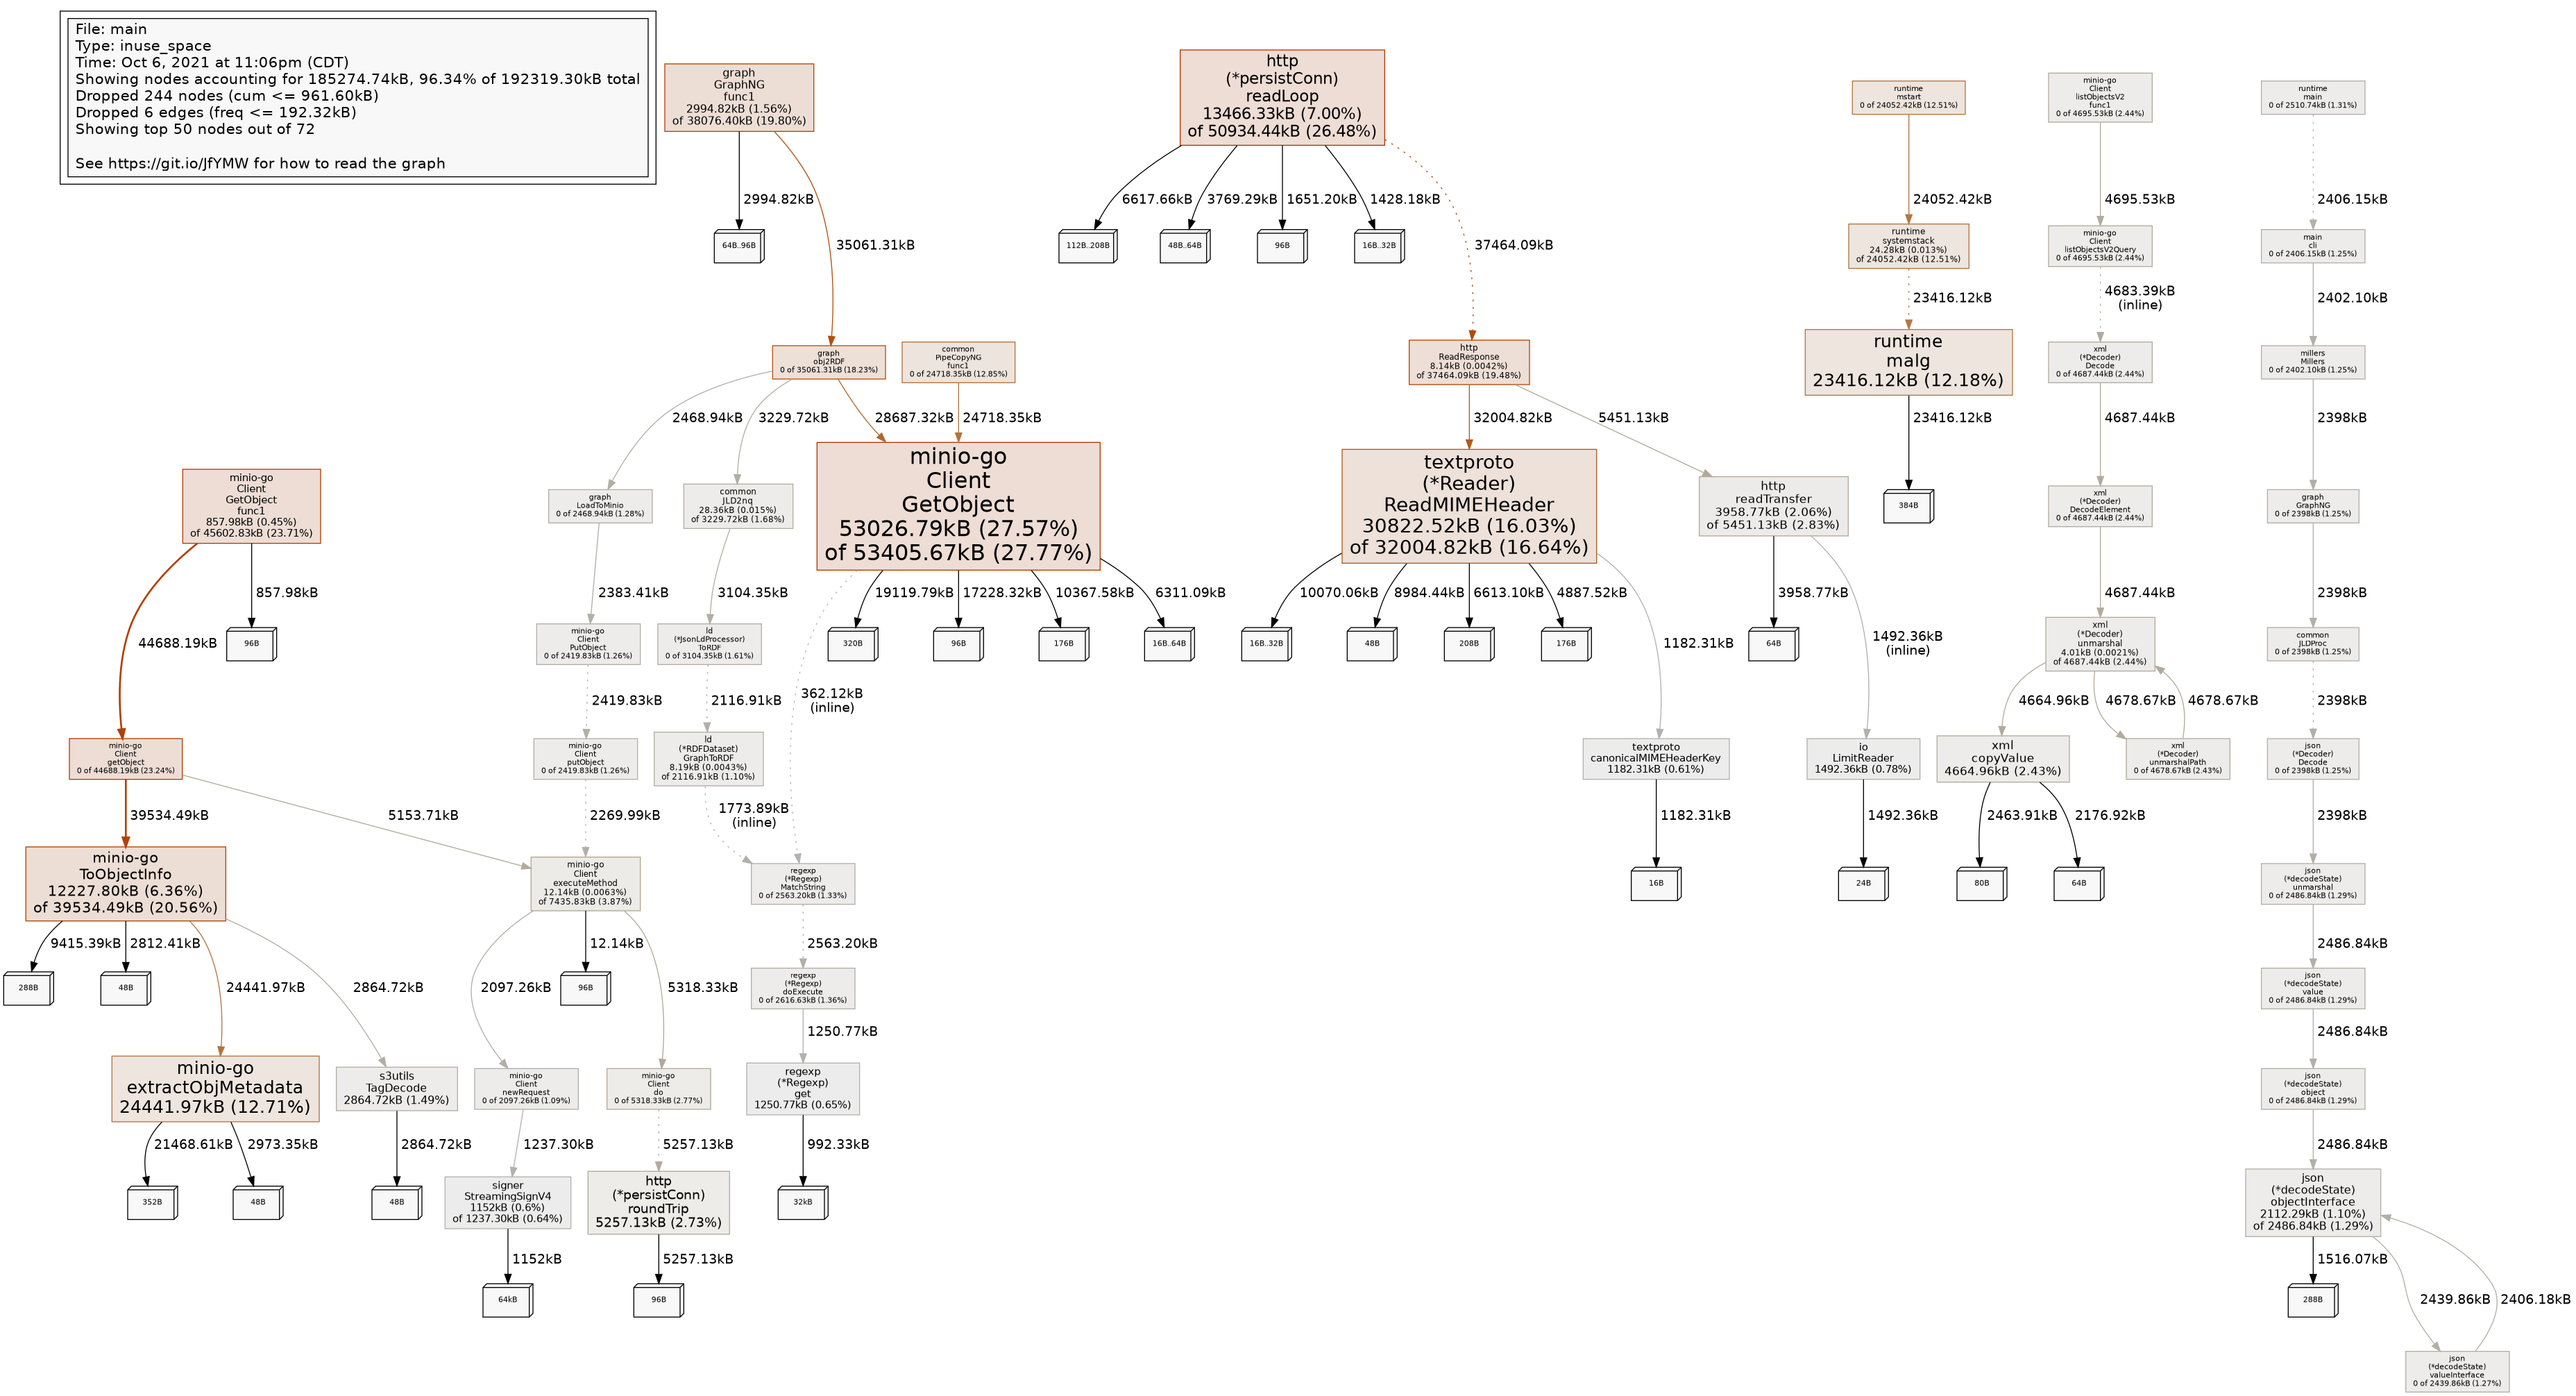 File: main
Type: inuse_space
Time: Oct 6, 2021 at 11:06pm (CDT)
Showing nodes accounting for 185274.74kB, 96.34% of 192319.30kB total
Dropped 244 nodes (cum <= 961.60kB)
Dropped 6 edges (freq <= 192.32kB)
Showing top 50 nodes out of 72
See https://git.io/JfYMW for how to read the graph
graph
GraphNG
func1
2994.82kB (1.56%)
of 38076.40kB (19.80%)
2994.82kB
64B..96B
35061.31kB
graph
obj2RDF
0 of 35061.31kB (18.23%)
common
PipeCopyNG
func1
0 of 24718.35kB (12.85%)
2468.94kB
3229.72kB
28687.32kB
24718.35kB
minio-go
Client
GetObject
func1
857.98kB (0.45%)
of 45602.83kB (23.71%)
44688.19kB
857.98kB
96B
graph
LoadToMinio
0 of 2468.94kB (1.28%)
common
JLD2nq
28.36kB (0.015%)
of 3229.72kB (1.68%)
minio-go
Client
GetObject
53026.79kB (27.57%)
of 53405.67kB (27.77%)
2383.41kB
3104.35kB
19119.79kB
17228.32kB
10367.58kB
6311.09kB
320B
96B
176B
16B..64B
362.12kB
(inline)
minio-go
Client
PutObject
0 of 2419.83kB (1.26%)
ld
(*JsonLdProcessor)
ToRDF
0 of 3104.35kB (1.61%)
2419.83kB
2116.91kB
minio-go
Client
getObject
0 of 44688.19kB (23.24%)
minio-go
Client
putObject
0 of 2419.83kB (1.26%)
ld
(*RDFDataset)
GraphToRDF
8.19kB (0.0043%)
of 2116.91kB (1.10%)
39534.49kB
5153.71kB
2269.99kB
1773.89kB
(inline)
minio-go
ToObjectInfo
12227.80kB (6.36%)
of 39534.49kB (20.56%)
minio-go
Client
executeMethod
12.14kB (0.0063%)
of 7435.83kB (3.87%)
regexp
(*Regexp)
MatchString
0 of 2563.20kB (1.33%)
9415.39kB
2812.41kB
24441.97kB
2864.72kB
2097.26kB
12.14kB
5318.33kB
2563.20kB
288B
48B
96B
regexp
(*Regexp)
doExecute
0 of 2616.63kB (1.36%)
1250.77kB
minio-go
extractObjMetadata
24441.97kB (12.71%)
s3utils
TagDecode
2864.72kB (1.49%)
minio-go
Client
newRequest
0 of 2097.26kB (1.09%)
minio-go
Client
do
0 of 5318.33kB (2.77%)
regexp
(*Regexp)
get
1250.77kB (0.65%)
21468.61kB
2973.35kB
2864.72kB
1237.30kB
5257.13kB
992.33kB
352B
48B
48B
signer
StreamingSignV4
1152kB (0.6%)
of 1237.30kB (0.64%)
http
(*persistConn)
roundTrip
5257.13kB (2.73%)
32kB
1152kB
5257.13kB
64kB
96B
http
(*persistConn)
readLoop
13466.33kB (7.00%)
of 50934.44kB (26.48%)
6617.66kB
3769.29kB
1651.20kB
1428.18kB
37464.09kB
112B..208B
48B..64B
96B
16B..32B
http
ReadResponse
8.14kB (0.0042%)
of 37464.09kB (19.48%)
32004.82kB
5451.13kB
textproto
(*Reader)
ReadMIMEHeader
30822.52kB (16.03%)
of 32004.82kB (16.64%)
http
readTransfer
3958.77kB (2.06%)
of 5451.13kB (2.83%)
10070.06kB
8984.44kB
6613.10kB
4887.52kB
1182.31kB
3958.77kB
1492.36kB
(inline)
16B..32B
48B
208B
176B
64B
textproto
canonicalMIMEHeaderKey
1182.31kB (0.61%)
io
LimitReader
1492.36kB (0.78%)
1182.31kB
1492.36kB
16B
24B
runtime
mstart
0 of 24052.42kB (12.51%)
24052.42kB
runtime
systemstack
24.28kB (0.013%)
of 24052.42kB (12.51%)
23416.12kB
runtime
malg
23416.12kB (12.18%)
23416.12kB
384B
minio-go
Client
listObjectsV2
func1
0 of 4695.53kB (2.44%)
4695.53kB
minio-go
Client
listObjectsV2Query
0 of 4695.53kB (2.44%)
4683.39kB
(inline)
xml
(*Decoder)
Decode
0 of 4687.44kB (2.44%)
4687.44kB
xml
(*Decoder)
DecodeElement
0 of 4687.44kB (2.44%)
4687.44kB
xml
(*Decoder)
unmarshal
4.01kB (0.0021%)
of 4687.44kB (2.44%)
4664.96kB
4678.67kB
4678.67kB
xml
copyValue
4664.96kB (2.43%)
xml
(*Decoder)
unmarshalPath
0 of 4678.67kB (2.43%)
2463.91kB
2176.92kB
80B
64B
runtime
main
0 of 2510.74kB (1.31%)
2406.15kB
main
cli
0 of 2406.15kB (1.25%)
2402.10kB
millers
Millers
0 of 2402.10kB (1.25%)
2398kB
graph
GraphNG
0 of 2398kB (1.25%)
2398kB
common
JLDProc
0 of 2398kB (1.25%)
2398kB
json
(*Decoder)
Decode
0 of 2398kB (1.25%)
2398kB
json
(*decodeState)
unmarshal
0 of 2486.84kB (1.29%)
2486.84kB
json
(*decodeState)
value
0 of 2486.84kB (1.29%)
2486.84kB
json
(*decodeState)
object
0 of 2486.84kB (1.29%)
2486.84kB
json
(*decodeState)
objectInterface
2112.29kB (1.10%)
of 2486.84kB (1.29%)
1516.07kB
288B
2439.86kB
2406.18kB
json
(*decodeState)
valueInterface
0 of 2439.86kB (1.27%)